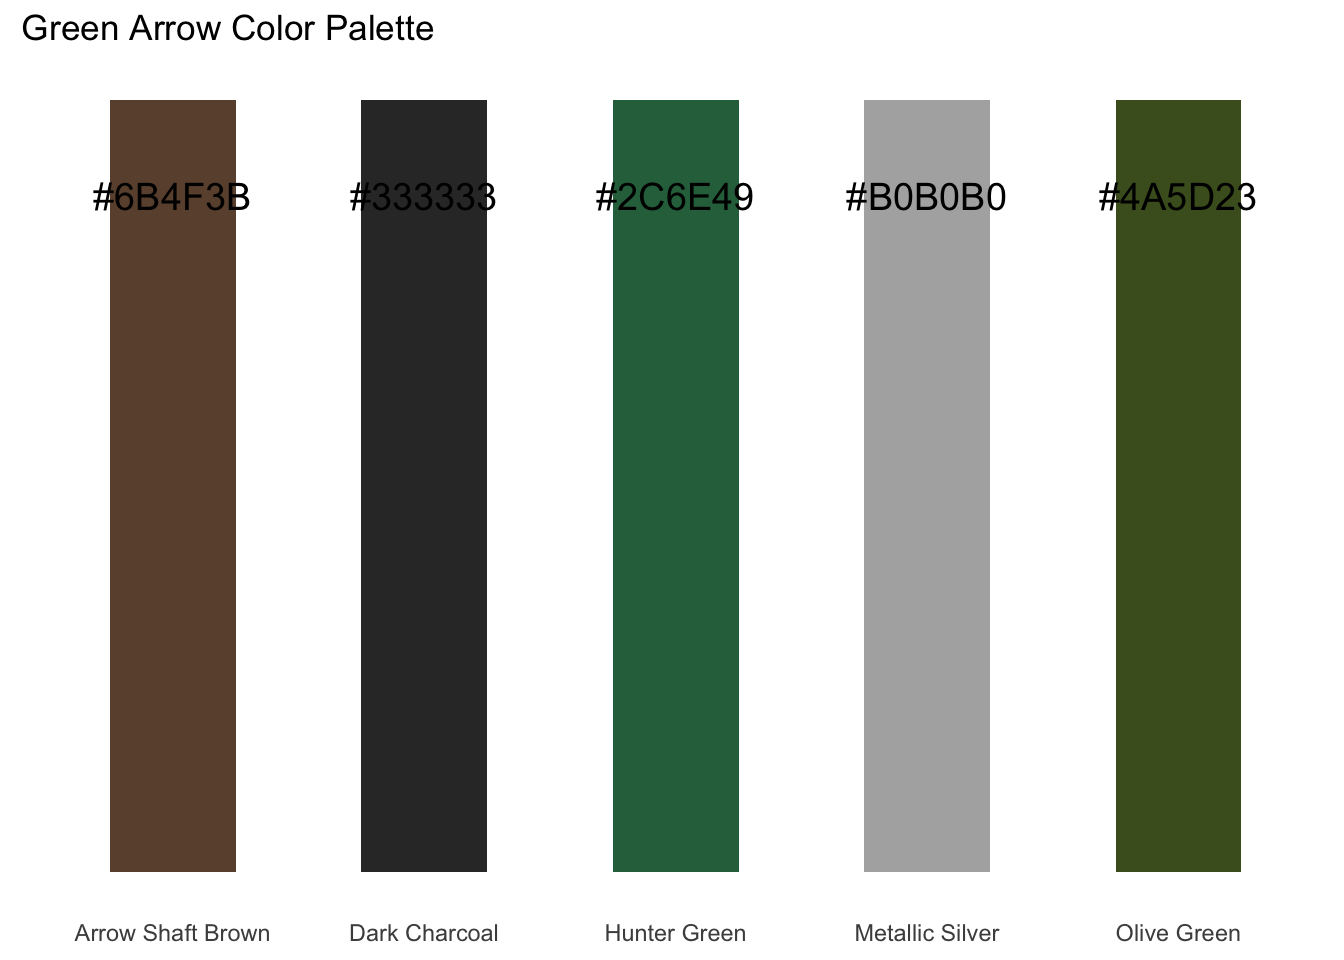 Green Arrow Color Palette
#6B4F3B #333333 #2C6E49 #B0B0B0 #4A5D23
Arrow Shaft Brown Dark Charcoal Hunter Green Metallic Silver Olive Green